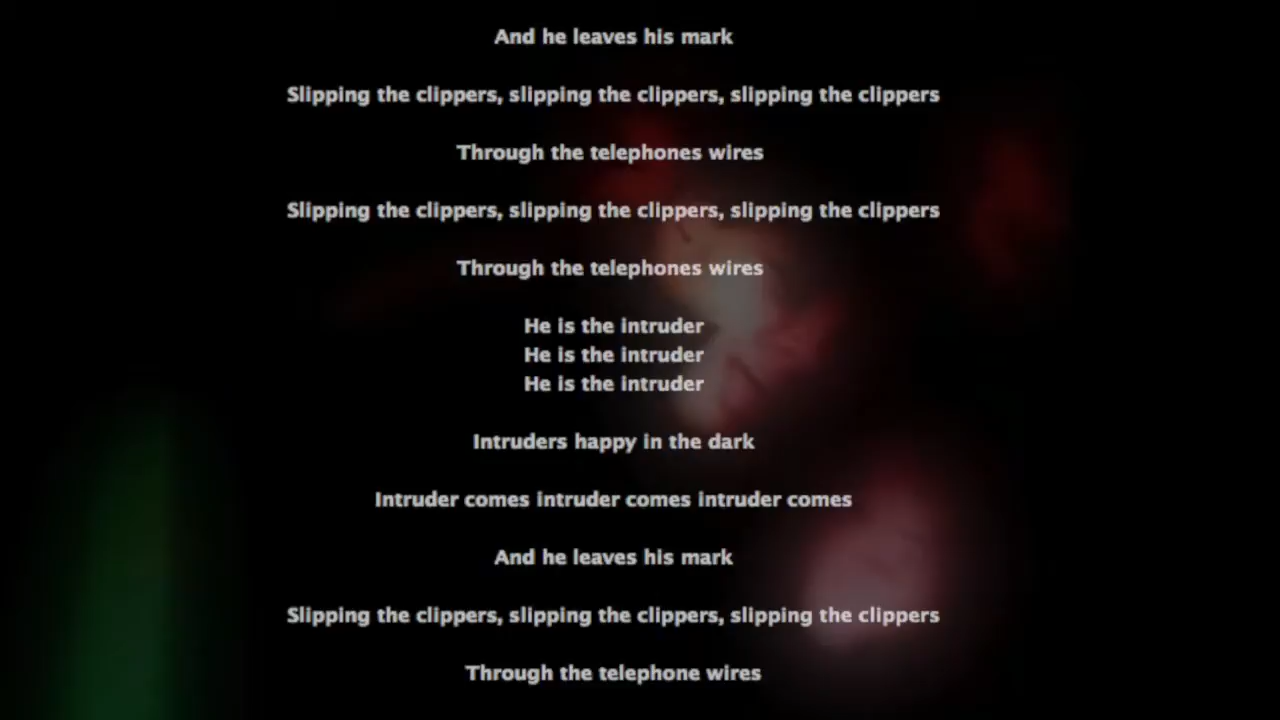 And he leaves his mark
Slipping the clippers, slipping the clippers, slipping the clippers
Through the telephones wires
Slipping the clippers, slipping the clippers, slipping the clippers
Through the telephones wires
He is the intruder
He is the intruder
He is the intruder
Intruders happy in the dark
Intruder comes intruder comes intruder comes
And he leaves his mark
Slipping the clippers, slipping the clippers, slipping the clippers
Through the telephone wires